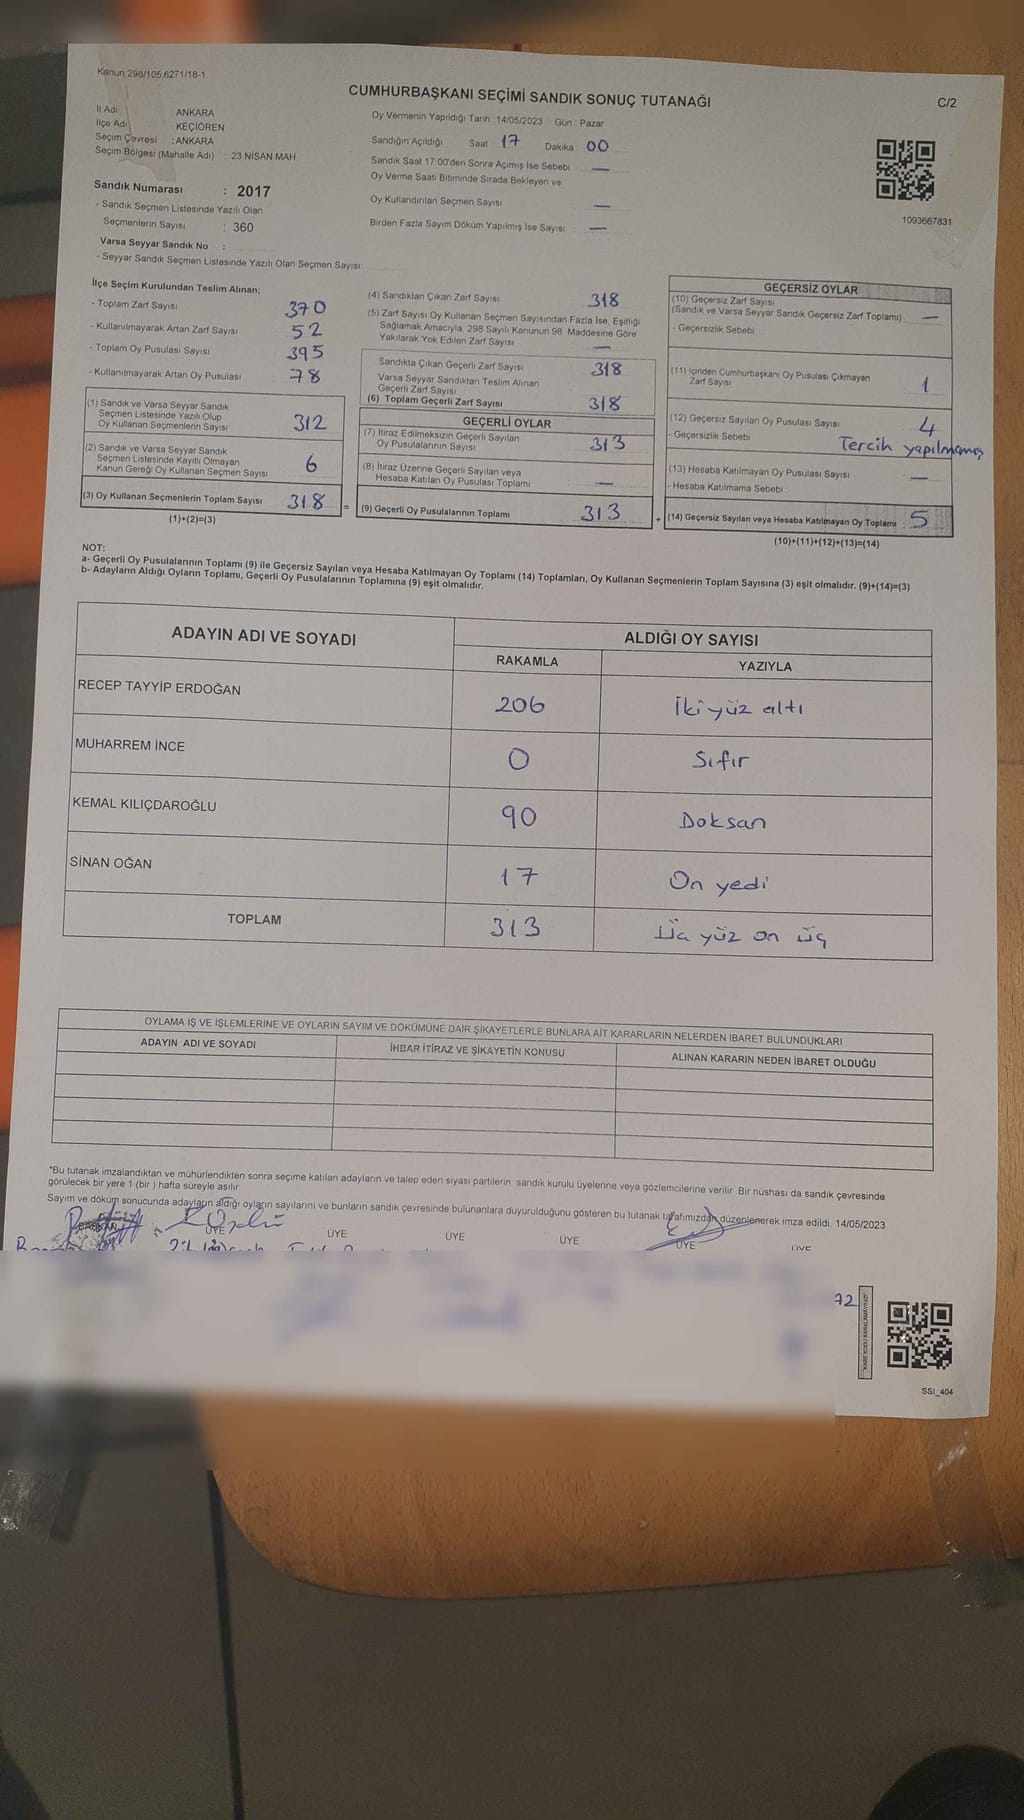 Kanun:298/105,6271/18-1
CUMHURBAŞKANI SEÇİMİ SANDIK SONUÇ TUTANAĞI
C/2
İl Adı : ANKARA
İlçe Adı : KEÇİÖREN
Seçim Çevresi : ANKARA
Seçim Bölgesi (Mahalle Adı) : 23 NİSAN MAH
Sandık Numarası : 2017
- Sandık Seçmen Listesinde Yazılı Olan
Seçmenlerin Sayısı : 360
Varsa Seyyar Sandık No :
- Seyyar Sandık Seçmen Listesinde Yazılı Olan Seçmen Sayısı:
Oy Vermenin Yapıldığı Tarih : 14/05/2023 Gün : Pazar
Sandığın Açıldığı Saat 17 Dakika 00
Sandık Saat 17:00'den Sonra Açımış İse Sebebi —
Oy Verme Saati Bitiminde Sırada Bekleyen ve
Oy Kullandırılan Seçmen Sayısı —
Birden Fazla Sayım Döküm Yapılmış İse Sayısı —
1093667831
İlçe Seçim Kurulundan Teslim Alınan;
- Toplam Zarf Sayısı : 370
- Kullanılmayarak Artan Zarf Sayısı : 52
- Toplam Oy Pusulası Sayısı : 395
- Kullanılmayarak Artan Oy Pusulası : 78
(1) Sandık ve Varsa Seyyar Sandık
Seçmen Listesinde Yazılı Olup
Oy Kullanan Seçmenlerin Sayısı 312
(2) Sandık ve Varsa Seyyar Sandık
Seçmen Listesinde Kayıtlı Olmayan
Kanun Gereği Oy Kullanan Seçmen Sayısı 6
(3) Oy Kullanan Seçmenlerin Toplam Sayısı 318 =
(1)+(2)=(3)
(4) Sandıktan Çıkan Zarf Sayısı 318
(5) Zarf Sayısı Oy Kullanan Seçmen Sayısından Fazla İse, Eşitliği
Sağlamak Amacıyla, 298 Sayılı Kanunun 98. Maddesine Göre
Yakılarak Yok Edilen Zarf Sayısı —
Sandıkta Çıkan Geçerli Zarf Sayısı 318
Varsa Seyyar Sandıktan Teslim Alınan
Geçerli Zarf Sayısı
(6) Toplam Geçerli Zarf Sayısı 318
GEÇERLİ OYLAR
(7) İtiraz Edilmeksizin Geçerli Sayılan
Oy Pusulalarının Sayısı 313
(8) İtiraz Üzerine Geçerli Sayılan veya
Hesaba Katılan Oy Pusulası Toplamı —
(9) Geçerli Oy Pusulalarının Toplamı 313 +
GEÇERSİZ OYLAR
(10) Geçersiz Zarf Sayısı
(Sandık ve Varsa Seyyar Sandık Geçersiz Zarf Toplamı) —
- Geçersizlik Sebebi
(11) İçinden Cumhurbaşkanı Oy Pusulası Çıkmayan
Zarf Sayısı 1
(12) Geçersiz Sayılan Oy Pusulası Sayısı 4
- Geçersizlik Sebebi Tercih yapılmamış
(13) Hesaba Katılmayan Oy Pusulası Sayısı —
- Hesaba Katılmama Sebebi
(14) Geçersiz Sayılan veya Hesaba Katılmayan Oy Toplamı 5
(10)+(11)+(12)+(13)=(14)
NOT:
a- Geçerli Oy Pusulalarının Toplamı (9) ile Geçersiz Sayılan veya Hesaba Katılmayan Oy Toplamı (14) Toplamları, Oy Kullanan Seçmenlerin Toplam Sayısına (3) eşit olmalıdır. (9)+(14)=(3)
b- Adayların Aldığı Oyların Toplamı, Geçerli Oy Pusulalarının Toplamına (9) eşit olmalıdır.
ADAYIN ADI VE SOYADI ALDIĞI OY SAYISI
RAKAMLA YAZIYLA
RECEP TAYYİP ERDOĞAN 206 İki yüz altı
MUHARREM İNCE 0 Sıfır
KEMAL KILIÇDAROĞLU 90 Doksan
SİNAN OĞAN 17 On yedi
TOPLAM 313 Üç yüz on üç
OYLAMA İŞ VE İŞLEMLERİNE VE OYLARIN SAYIM VE DÖKÜMÜNE DAİR ŞİKAYETLERLE BUNLARA AİT KARARLARIN NELERDEN İBARET BULUNDUKLARI
ADAYIN ADI VE SOYADI İHBAR İTİRAZ VE ŞİKAYETİN KONUSU ALINAN KARARIN NEDEN İBARET OLDUĞU
*Bu tutanak imzalandıktan ve mühürlendikten sonra seçime katılan adayların ve talep eden siyasi partilerin sandık kurulu üyelerine veya gözlemcilerine verilir. Bir nüshası da sandık çevresinde
görülecek bir yere 1 (bir) hafta süreyle asılır.
Sayım ve döküm sonucunda adayların aldığı oyların sayılarını ve bunların sandık çevresinde bulunanlara duyurulduğunu gösteren bu tutanak tarafımızdan düzenlenerek imza edildi. 14/05/2023
BAŞKAN ÜYE ÜYE ÜYE ÜYE ÜYE ÜYE
72
SSI_404